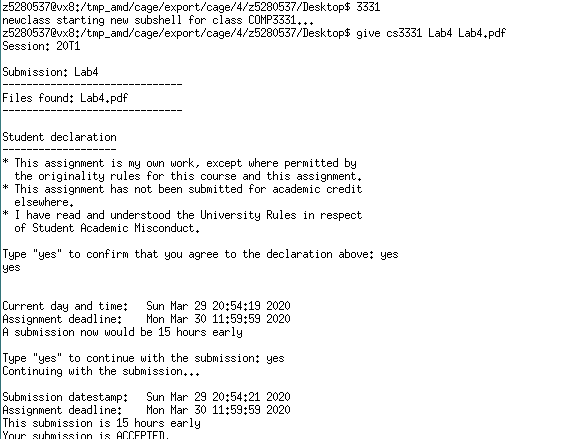 z5280537@vx8:/tmp_amd/cage/export/cage/4/z5280537/Desktop$ 3331
newclass starting new subshell for class COMP3331...
z5280537@vx8:/tmp_amd/cage/export/cage/4/z5280537/Desktop$ give cs3331 Lab4 Lab4.pdf
Session: 20T1
Submission: Lab4
------------------------------
Files found: Lab4.pdf
------------------------------
Student declaration
-------------------
* This assignment is my own work, except where permitted by
the originality rules for this course and this assignment.
* This assignment has not been submitted for academic credit
elsewhere.
* I have read and understood the University Rules in respect
of Student Academic Misconduct.
Type "yes" to confirm that you agree to the declaration above: yes
yes
Current day and time:   Sun Mar 29 20:54:19 2020
Assignment deadline:    Mon Mar 30 11:59:59 2020
A submission now would be 15 hours early
Type "yes" to continue with the submission: yes
Continuing with the submission...
Submission datestamp:   Sun Mar 29 20:54:21 2020
Assignment deadline:    Mon Mar 30 11:59:59 2020
This submission is 15 hours early
Your submission is ACCEPTED.